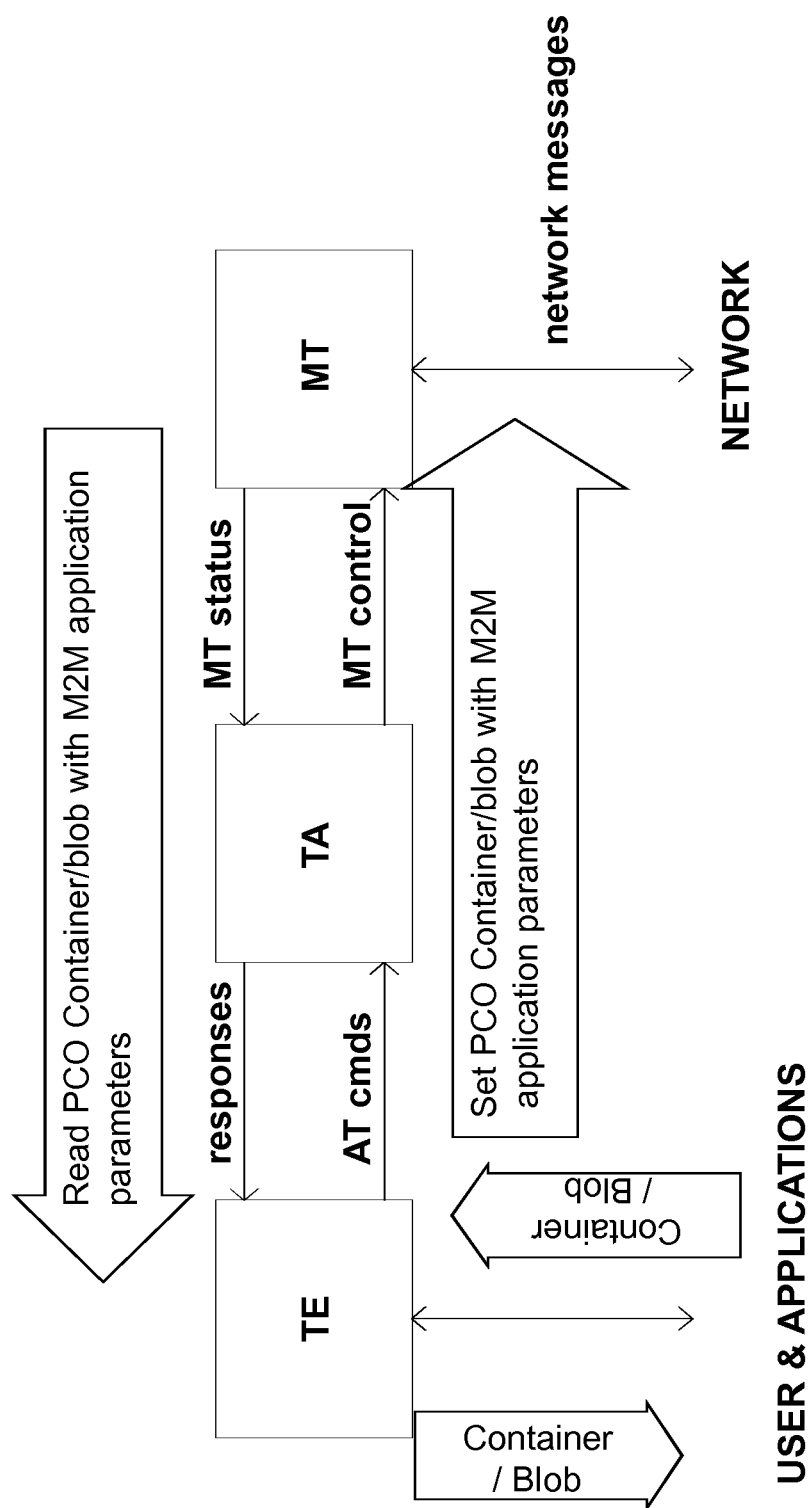 Read PCO Container/blob with M2M application
parameters
TE
responses
AT cmds
TA
MT status
MT control
MT
Container
/ Blob
Container
/ Blob
Set PCO Container/blob with M2M
application parameters
network messages
USER & APPLICATIONS
NETWORK